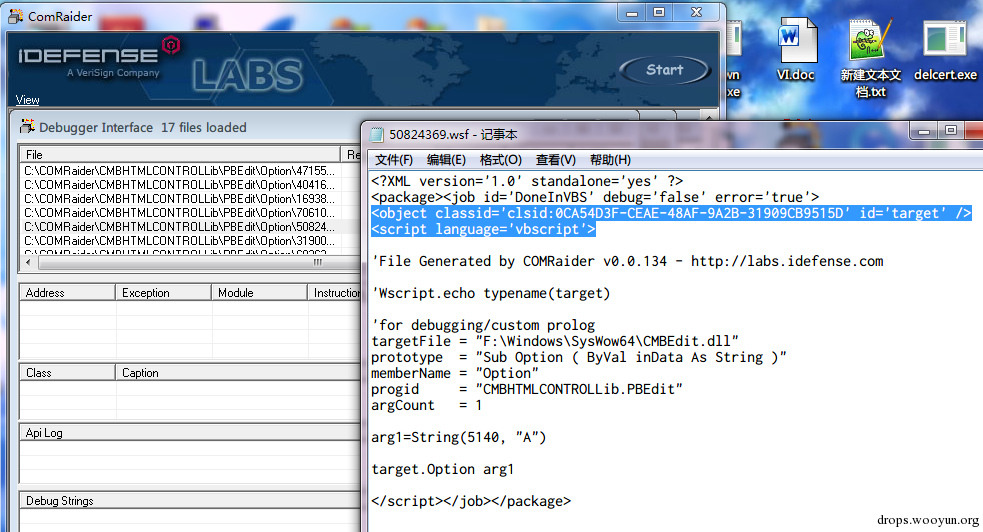 ComRaider
IDEFENSE
A VeriSign Company
LABS
Start
View
Debugger Interface 17 files loaded
File
C:\COMRaider\CMBHTMLCONTROLLib\PBEdit\Option\47155...
C:\COMRaider\CMBHTMLCONTROLLib\PBEdit\Option\40416...
C:\COMRaider\CMBHTMLCONTROLLib\PBEdit\Option\16938...
C:\COMRaider\CMBHTMLCONTROLLib\PBEdit\Option\70610...
C:\COMRaider\CMBHTMLCONTROLLib\PBEdit\Option\50824...
C:\COMRaider\CMBHTMLCONTROLLib\PBEdit\Option\31900...
Address Exception Module Instruction
Class Caption
Api Log
Debug Strings
VI.doc
新建文本文
档.txt
delcert.exe
50824369.wsf - 记事本
文件(F) 编辑(E) 格式(O) 查看(V) 帮助(H)
<?XML version='1.0' standalone='yes' ?>
<package><job id='DoneInVBS' debug='false' error='true'>
<object classid='clsid:0CA54D3F-CEAE-48AF-9A2B-31909CB9515D' id='target' />
<script language='vbscript'>
'File Generated by COMRaider v0.0.134 - http://labs.idefense.com
'Wscript.echo typename(target)
'for debugging/custom prolog
targetFile = "F:\Windows\SysWow64\CMBEdit.dll"
prototype = "Sub Option ( ByVal inData As String )"
memberName = "Option"
progid = "CMBHTMLCONTROLLib.PBEdit"
argCount = 1
arg1=String(5140, "A")
target.Option arg1
</script></job></package>
drops.wooyun.org